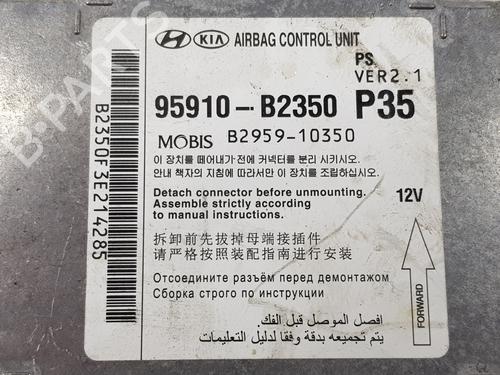 HYUNDAI KIA AIRBAG CONTROL UNIT
PS
VER2.1
95910-B2350 P35
MOBIS B2959-10350
이 장치를 떼어내기 전에 커넥터를 분리 시키시오.
안내 책자의 지침에 따라서만 이 장치를 조립하십시오.
Detach connector before unmounting.
Assemble strictly according
to manual instructions.
12V
拆卸前先拔掉母端接插件
请严格按照装配指南进行安装
Отсоедините разъём перед демонтажом
Сборка строго по инструкции
افصل الموصل قبل الفك.
يتم تجميعه بدقة وفقا لدليل التعليمات
FORWARD
B2350F3E214285
B-PARTS